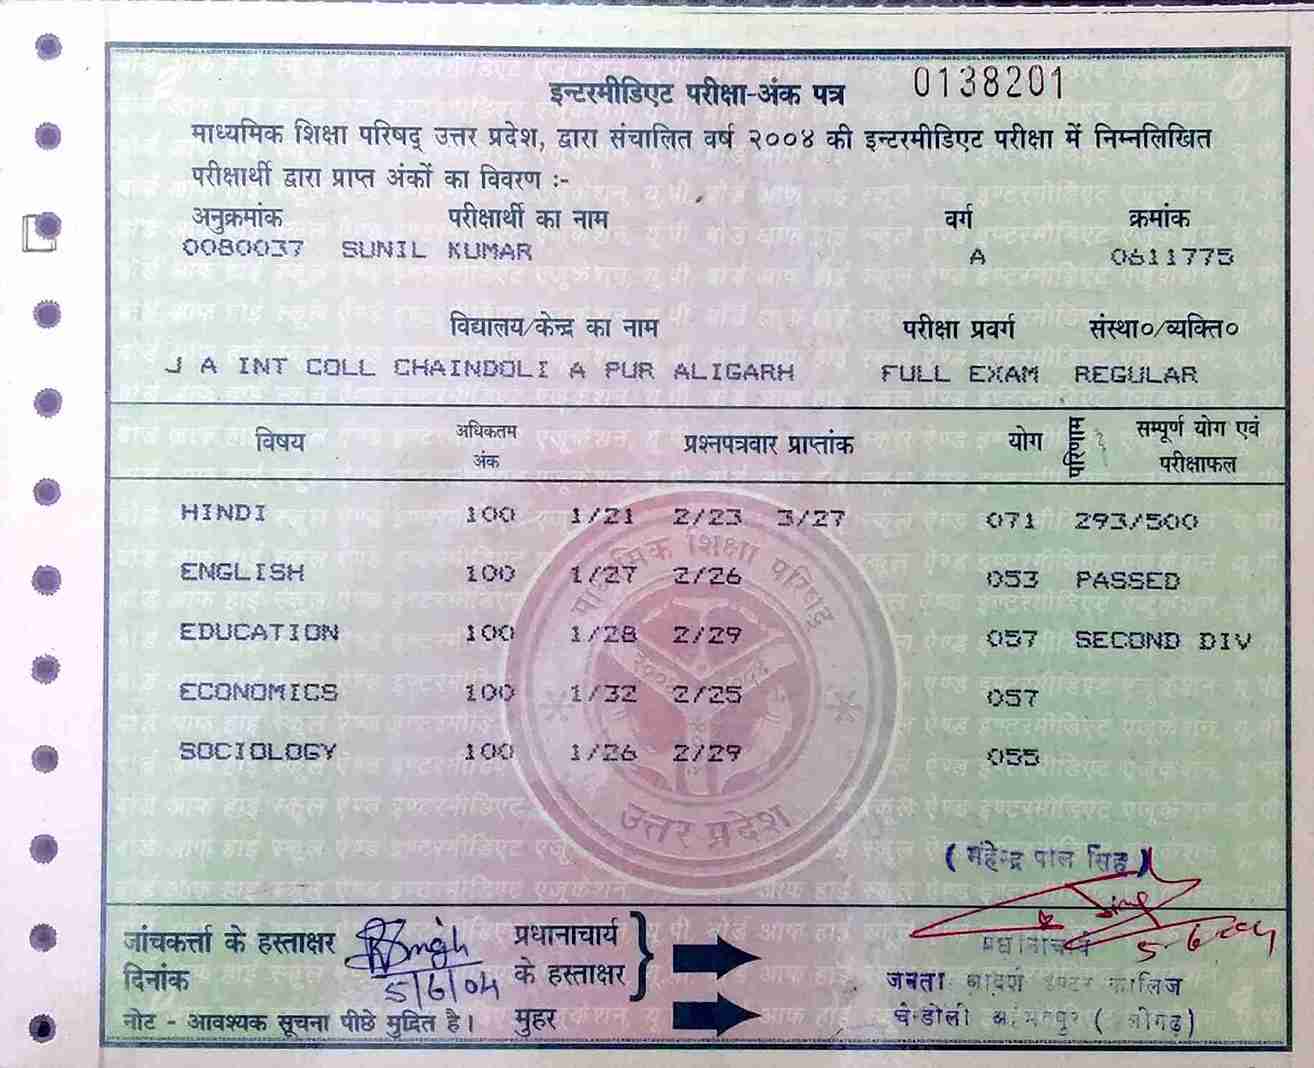 इन्टरमीडिएट परीक्षा-अंक पत्र 0138201
माध्यमिक शिक्षा परिषद् उत्तर प्रदेश, द्वारा संचालित वर्ष २००४ की इन्टरमीडिएट परीक्षा में निम्नलिखित
परीक्षार्थी द्वारा प्राप्त अंकों का विवरण :-
अनुक्रमांक परीक्षार्थी का नाम वर्ग क्रमांक
0080037 SUNIL KUMAR A 0611775
विद्यालय/केन्द्र का नाम परीक्षा प्रवर्ग संस्था०/व्यक्ति०
J A INT COLL CHAINDOLI A PUR ALIGARH FULL EXAM REGULAR
विषय अधिकतम अंक प्रश्नपत्रवार प्राप्तांक योग परिणाम सम्पूर्ण योग एवं परीक्षाफल
HINDI 100 1/21 2/23 3/27 071 293/500
ENGLISH 100 1/27 2/26 053 PASSED
EDUCATION 100 1/28 2/29 057 SECOND DIV
ECONOMICS 100 1/32 2/25 057
SOCIOLOGY 100 1/26 2/29 055
माध्यमिक शिक्षा परिषद्
उत्तर प्रदेश
( महेन्द्र पाल सिंह )
जांचकर्त्ता के हस्ताक्षर प्रधानाचार्य प्रधानाचार्य
दिनांक 5/6/04 के हस्ताक्षर जनता आदर्श इण्टर कालिज
नोट - आवश्यक सूचना पीछे मुद्रित है। मुहर